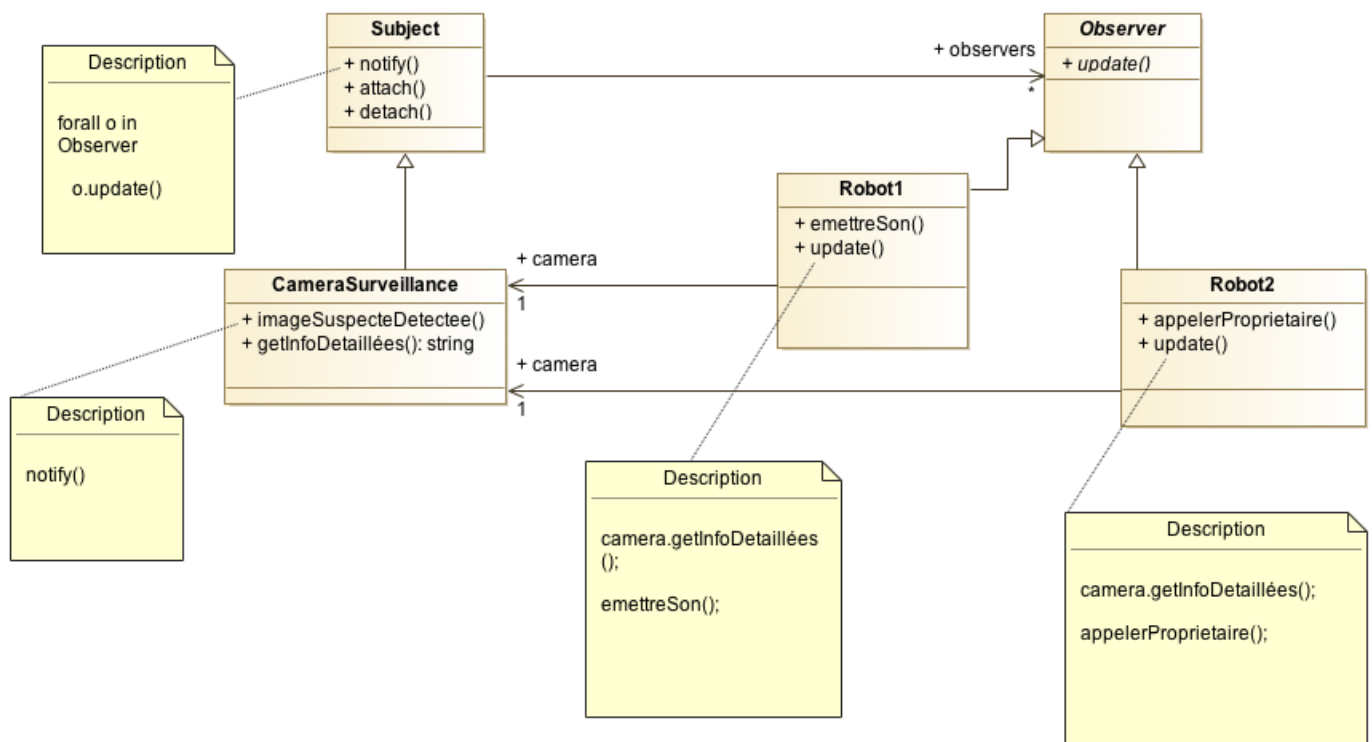 Subject
+ notify()
+ attach()
+ detach()
Description
forall o in
Observer
o.update()
+ observers
*
Observer
+ update()
Robot1
+ emettreSon()
+ update()
+ camera
1
CameraSurveillance
+ imageSuspecteDetectee()
+ getInfoDetaillées(): string
+ camera
1
Robot2
+ appelerProprietaire()
+ update()
Description
notify()
Description
camera.getInfoDetaillées
();
emettreSon();
Description
camera.getInfoDetaillées();
appelerProprietaire();